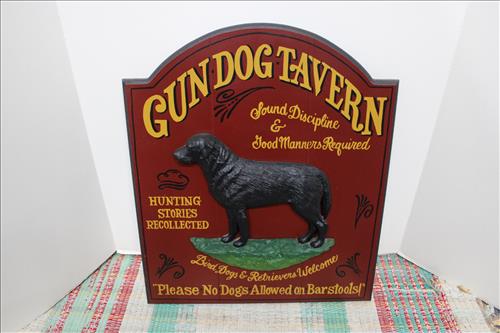 GUN·DOG·TAVERN
Sound Discipline
&
Good Manners Required
HUNTING
STORIES
RECOLLECTED
Bird Dogs & Retrievers Welcome
"Please No Dogs Allowed on Barstools!"